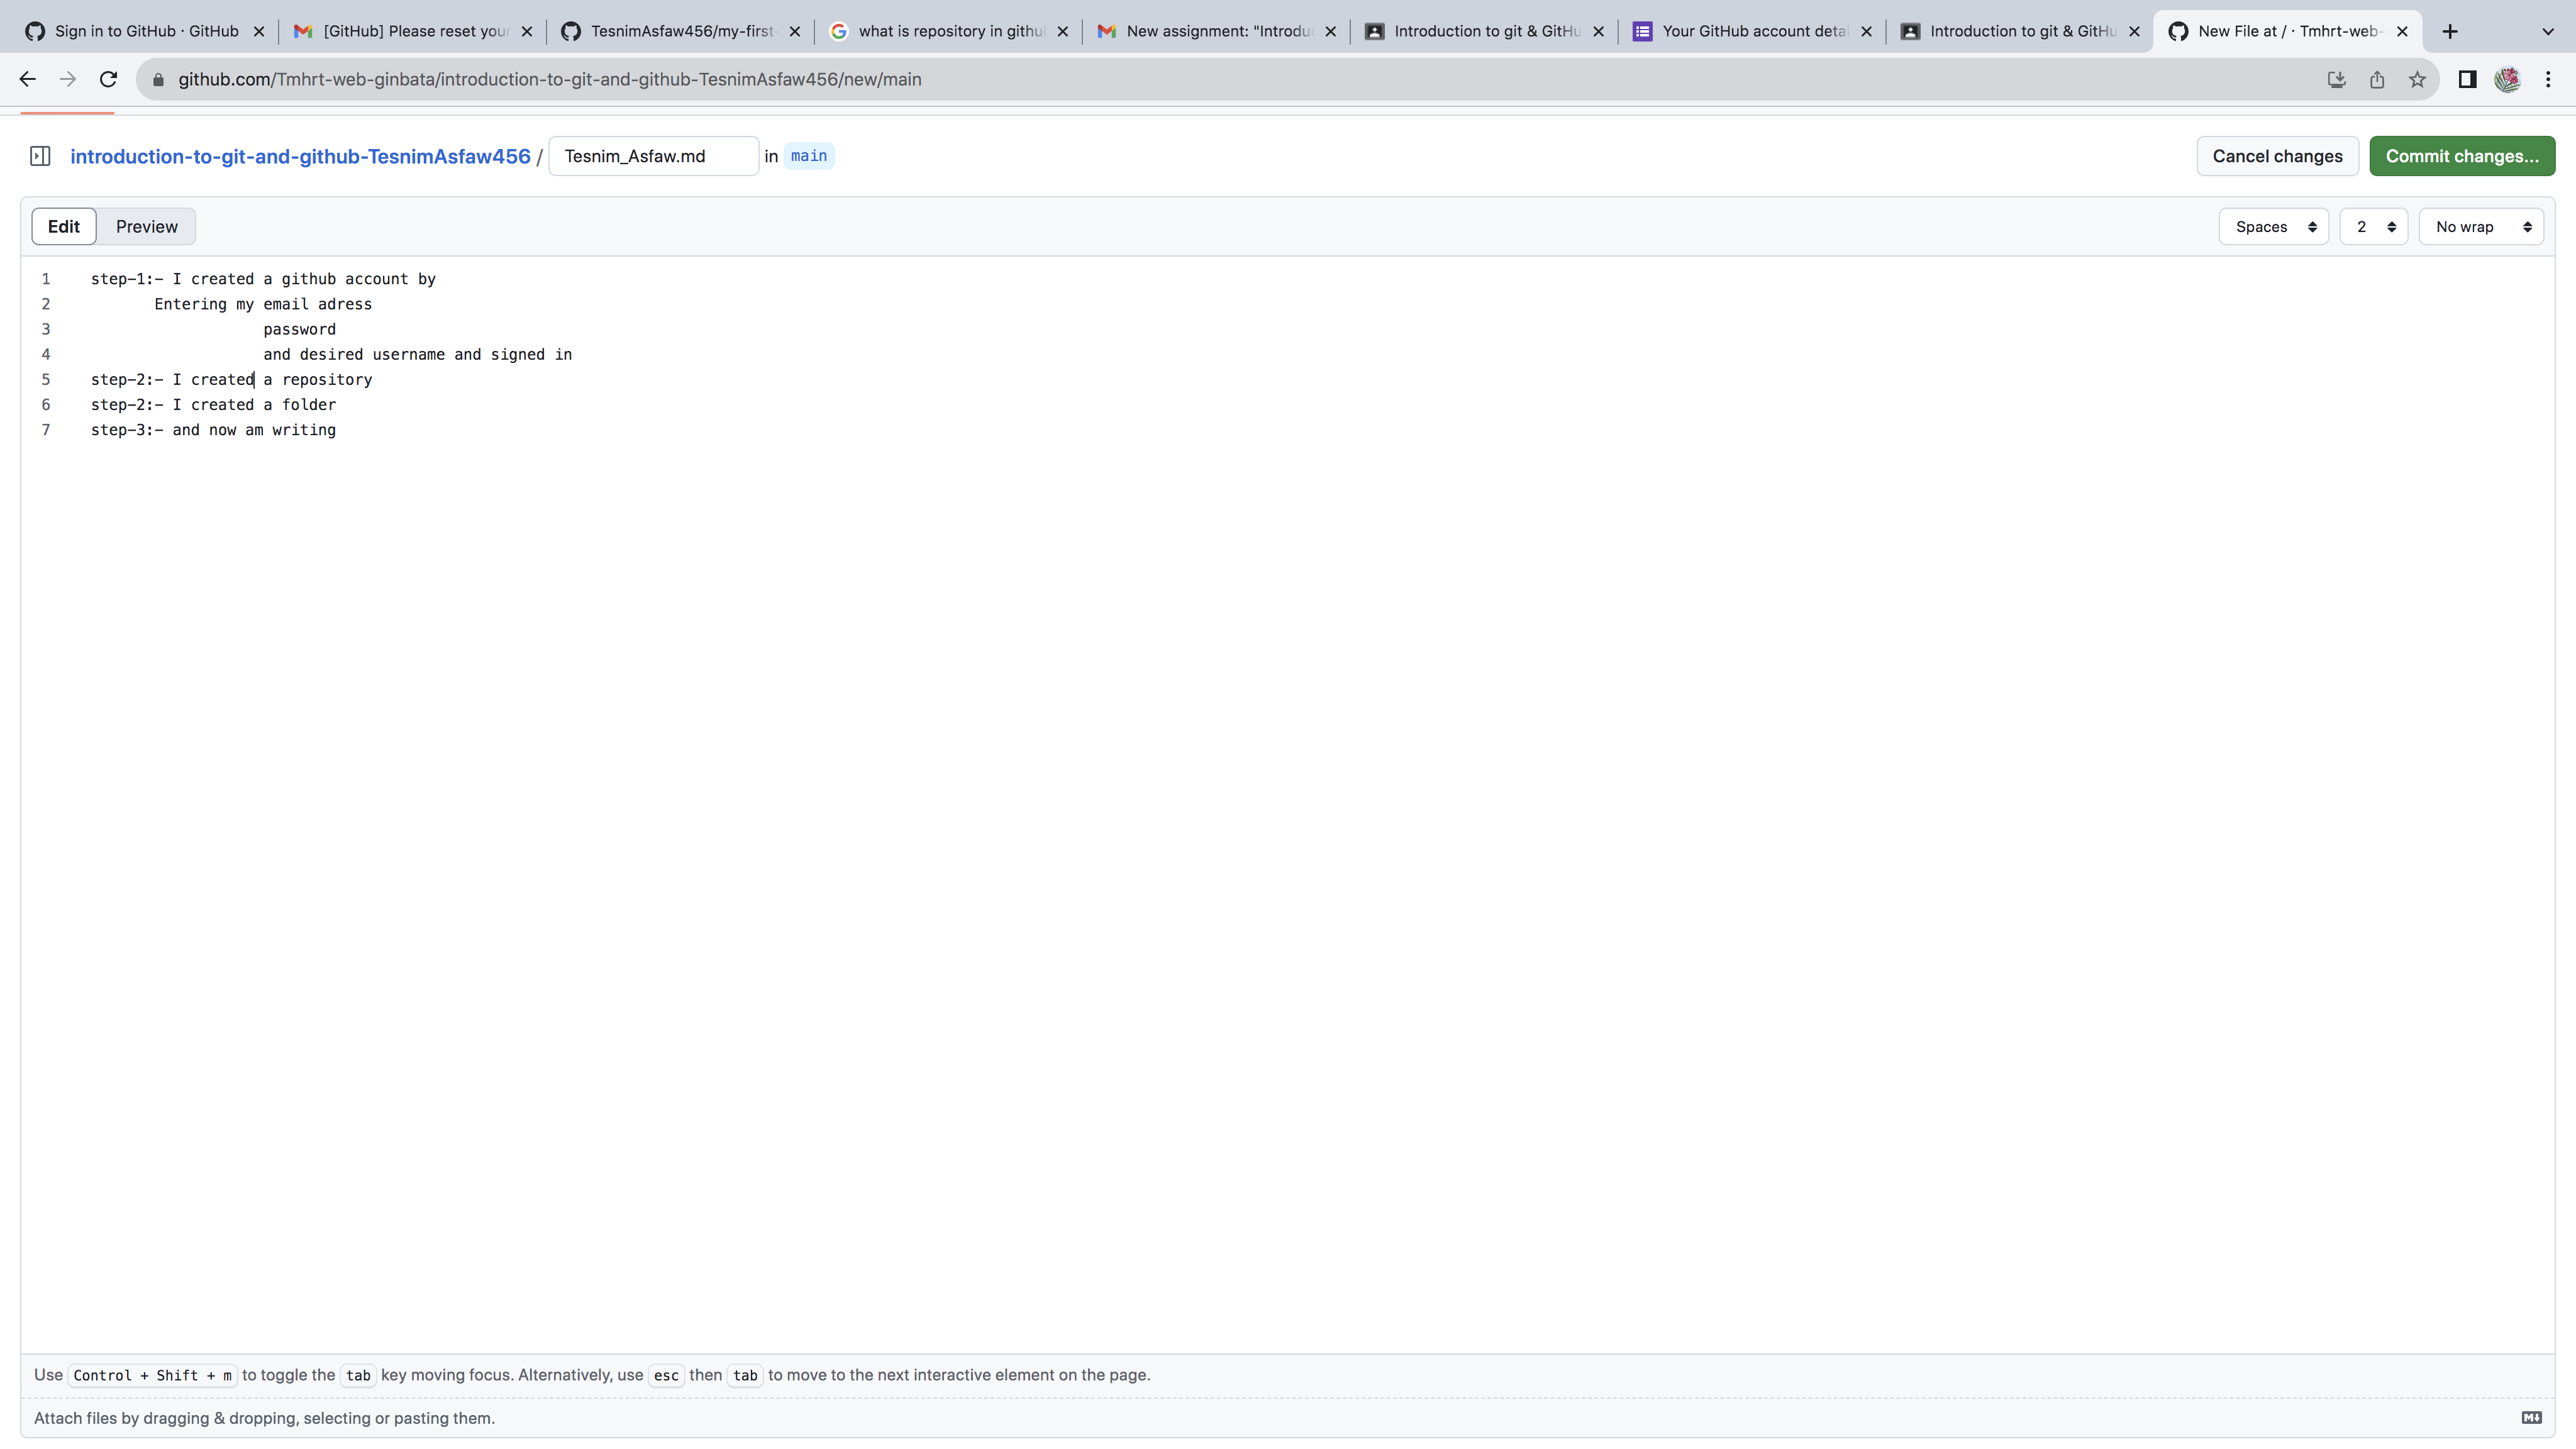 Sign in to GitHub · GitHub
[GitHub] Please reset your
TesnimAsfaw456/my-first-
what is repository in githu
New assignment: "Introdu
Introduction to git & GitHu
Your GitHub account detai
Introduction to git & GitHu
New File at / · Tmhrt-web-
github.com/Tmhrt-web-ginbata/introduction-to-git-and-github-TesnimAsfaw456/new/main
introduction-to-git-and-github-TesnimAsfaw456 / Tesnim_Asfaw.md in main
Cancel changes
Commit changes...
Edit
Preview
Spaces
2
No wrap
1 step-1:- I created a github account by
2 Entering my email adress
3 password
4 and desired username and signed in
5 step-2:- I created a repository
6 step-2:- I created a folder
7 step-3:- and now am writing
Use Control + Shift + m to toggle the tab key moving focus. Alternatively, use esc then tab to move to the next interactive element on the page.
Attach files by dragging & dropping, selecting or pasting them.